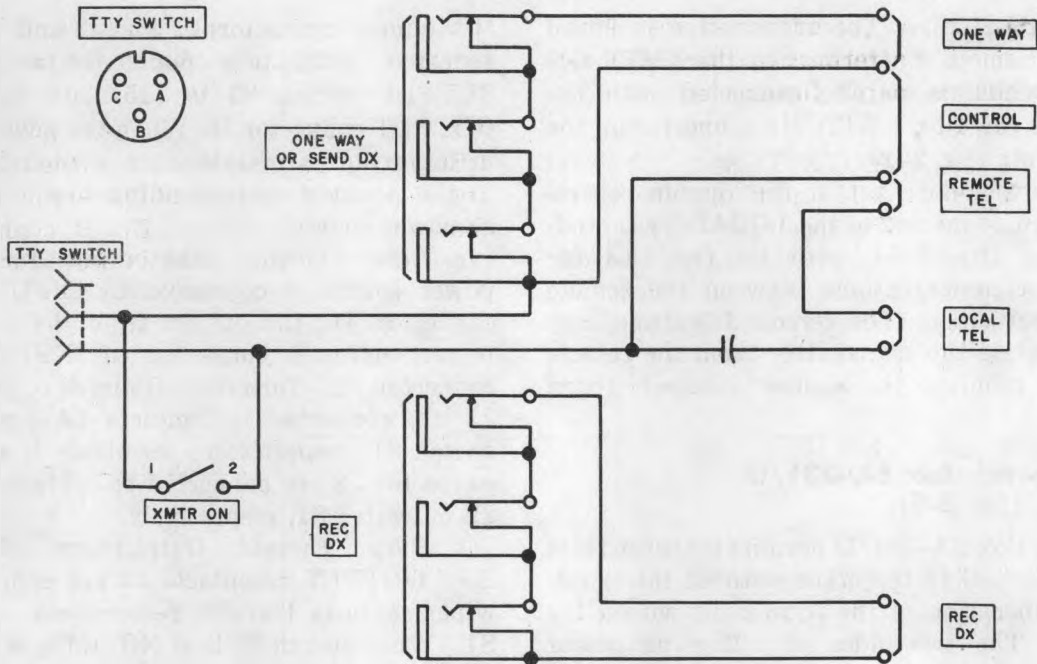 TTY SWITCH
C A
ONE WAY
OR SEND DX
ONE WAY
CONTROL
REMOTE
TEL
TTY SWITCH
LOCAL
TEL
1 2
XMTR ON
REC
DX
REC
DX